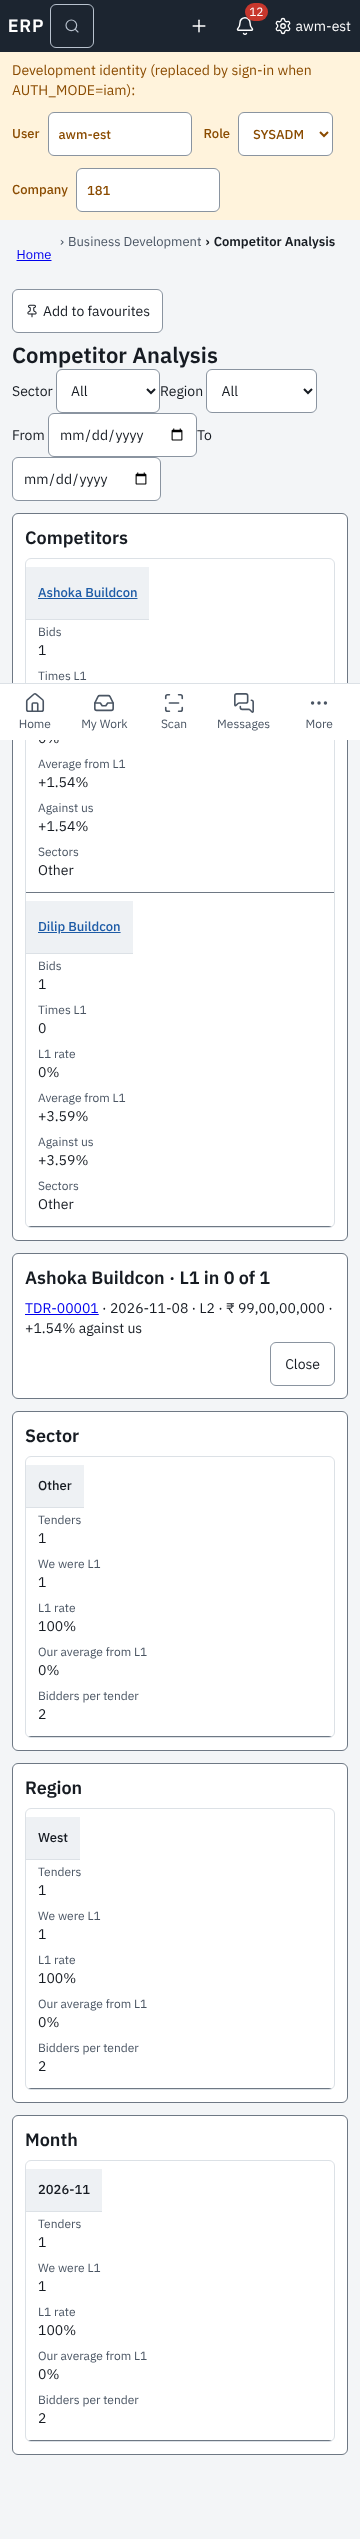 ERP
12
awm-est
Development identity (replaced by sign-in when
AUTH_MODE=iam):
User awm-est Role SYSADM
Company 181
Home › Business Development › Competitor Analysis
Add to favourites
Competitor Analysis
Sector All Region All
From mm/dd/yyyy To
mm/dd/yyyy
Competitors
Ashoka Buildcon
Bids
1
Times L1
Home My Work Scan Messages More
0%
Average from L1
+1.54%
Against us
+1.54%
Sectors
Other
Dilip Buildcon
Bids
1
Times L1
0
L1 rate
0%
Average from L1
+3.59%
Against us
+3.59%
Sectors
Other
Ashoka Buildcon · L1 in 0 of 1
TDR-00001 · 2026-11-08 · L2 · ₹ 99,00,00,000 ·
+1.54% against us
Close
Sector
Other
Tenders
1
We were L1
1
L1 rate
100%
Our average from L1
0%
Bidders per tender
2
Region
West
Tenders
1
We were L1
1
L1 rate
100%
Our average from L1
0%
Bidders per tender
2
Month
2026-11
Tenders
1
We were L1
1
L1 rate
100%
Our average from L1
0%
Bidders per tender
2